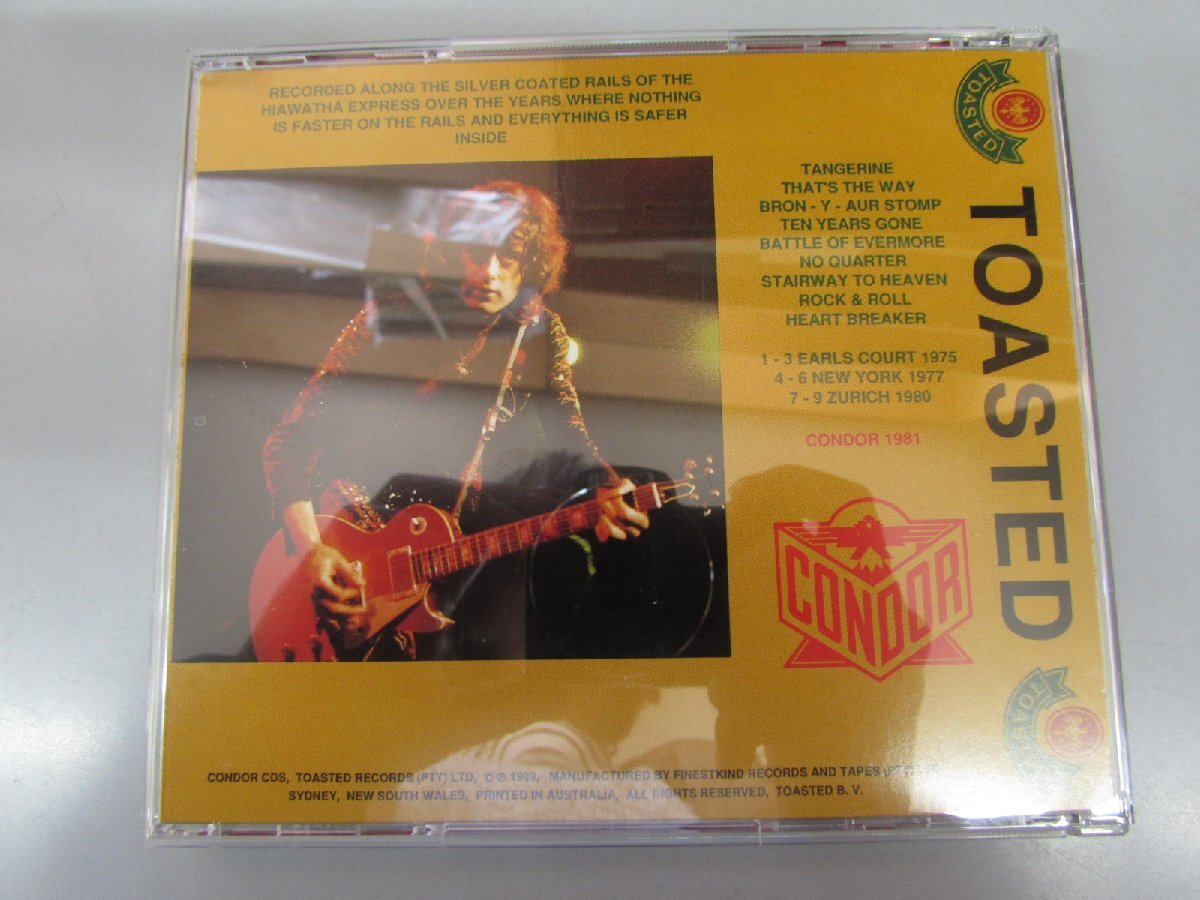 RECORDED ALONG THE SILVER COATED RAILS OF THE
HIAWATHA EXPRESS OVER THE YEARS WHERE NOTHING
IS FASTER ON THE RAILS AND EVERYTHING IS SAFER
INSIDE
TOASTED
TANGERINE
THAT'S THE WAY
BRON - Y - AUR STOMP
TEN YEARS GONE
BATTLE OF EVERMORE
NO QUARTER
STAIRWAY TO HEAVEN
ROCK & ROLL
HEART BREAKER
1 - 3 EARLS COURT 1975
4 - 6 NEW YORK 1977
7 - 9 ZURICH 1980
CONDOR 1981
CONDOR
TOASTED
TOASTED
CONDOR CDS, TOASTED RECORDS (PTY) LTD, © ℗ 1989, MANUFACTURED BY FINESTKIND RECORDS AND TAPES
SYDNEY, NEW SOUTH WALES, PRINTED IN AUSTRALIA, ALL RIGHTS RESERVED, TOASTED B. V.